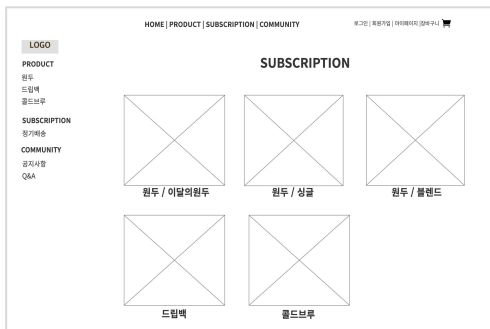 HOME | PRODUCT | SUBSCRIPTION | COMMUNITY
로그인 | 회원가입 | 마이페이지 |장바구니
LOGO
PRODUCT
원두
드립백
콜드브루
SUBSCRIPTION
정기배송
COMMUNITY
공지사항
Q&A
SUBSCRIPTION
원두 / 이달의원두
원두 / 싱글
원두 / 블렌드
드립백
콜드브루